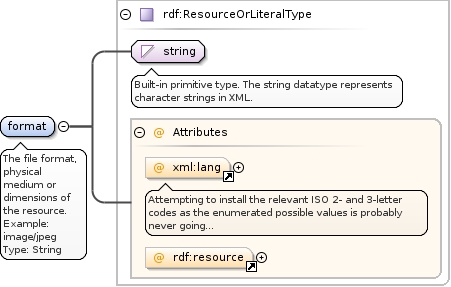 rdf:ResourceOrLiteralType
string
Built-in primitive type. The string datatype represents
character strings in XML.
format
The file format,
physical
medium or
dimensions of
the resource.
Example:
image/jpeg
Type: String
@ Attributes
@ xml:lang
Attempting to install the relevant ISO 2- and 3-letter
codes as the enumerated possible values is probably
never going...
@ rdf:resource